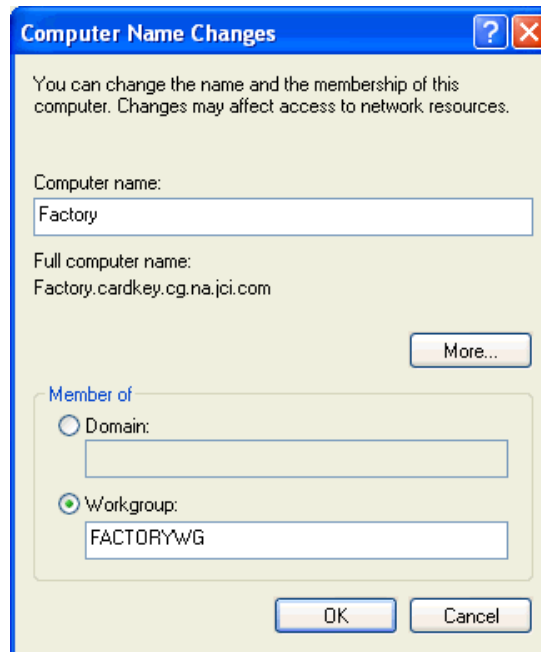 Computer Name Changes
You can change the name and the membership of this
computer. Changes may affect access to network resources.
Computer name:
Factory
Full computer name:
Factory.cardkey.cg.na.jci.com
More...
Member of
Domain:
Workgroup:
FACTORYWG
OK Cancel